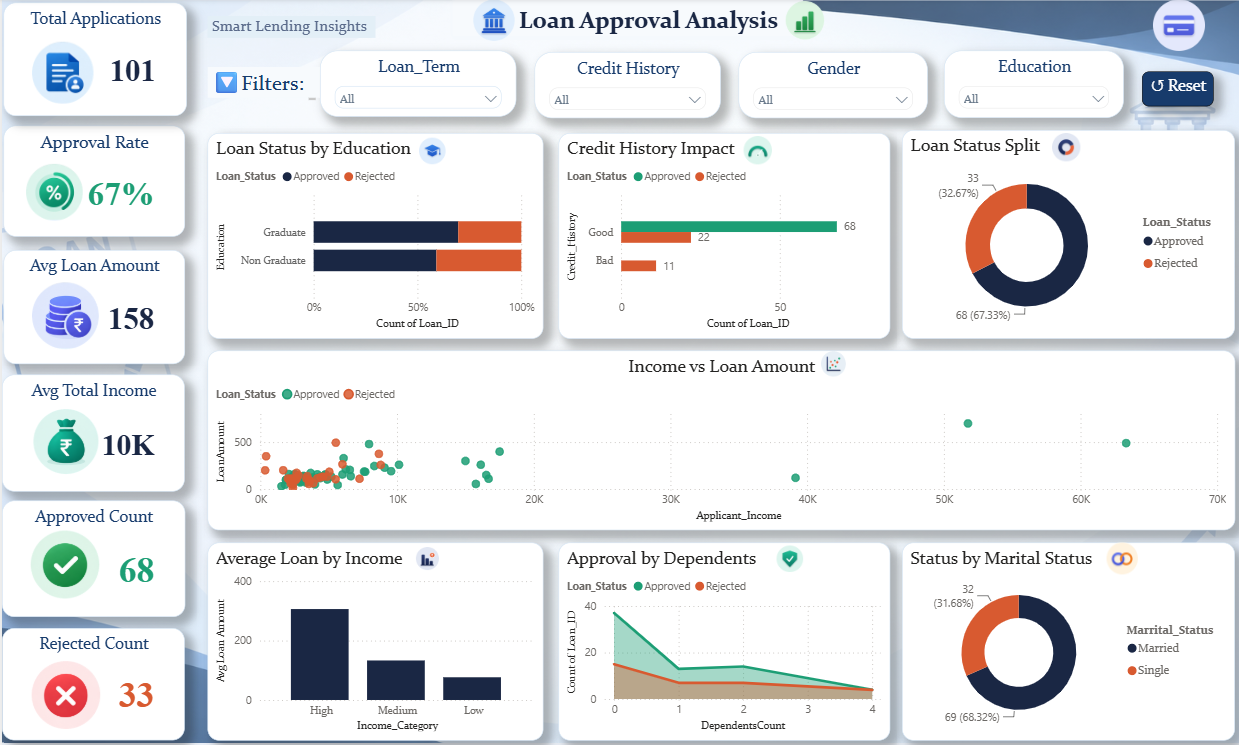 Total Applications
101
Approval Rate
67%
Avg Loan Amount
158
Avg Total Income
10K
Approved Count
68
Rejected Count
33
Smart Lending Insights
Loan Approval Analysis
Filters:
Loan_Term
All
Credit History
All
Gender
All
Education
All
↺ Reset
Loan Status by Education
Loan_Status Approved Rejected
Education
Graduate
Non Graduate
0% 50% 100%
Count of Loan_ID
Credit History Impact
Loan_Status Approved Rejected
Credit_History
Good 68
22
Bad 11
0 50
Count of Loan_ID
Loan Status Split
33
(32.67%)
68 (67.33%)
Loan_Status
Approved
Rejected
Income vs Loan Amount
Loan_Status Approved Rejected
LoanAmount
500
0
0K 10K 20K 30K 40K 50K 60K 70K
Applicant_Income
Average Loan by Income
Avg Loan Amount
400
200
0
High Medium Low
Income_Category
Approval by Dependents
Loan_Status Approved Rejected
Count of Loan_ID
40
20
0
0 1 2 3 4
DependentsCount
Status by Marital Status
32
(31.68%)
69 (68.32%)
Marrital_Status
Married
Single